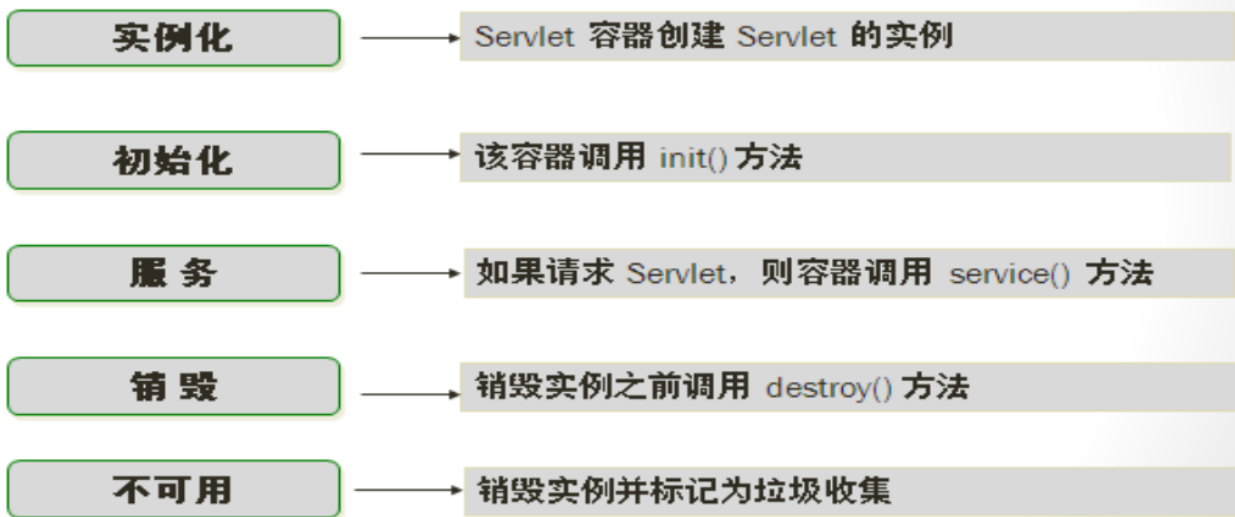 实例化
Servlet 容器创建 Servlet 的实例
初始化
该容器调用 init() 方法
服 务
如果请求 Servlet，则容器调用 service() 方法
销 毁
销毁实例之前调用 destroy() 方法
不可用
销毁实例并标记为垃圾收集